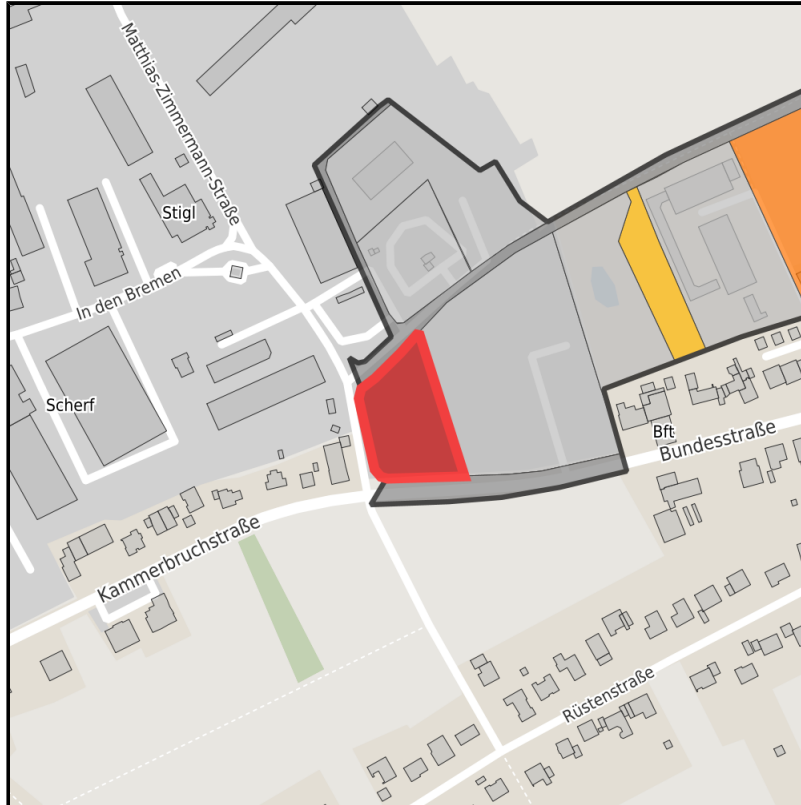 Matthias-Zimmermann-Straße
Stigl
In den Bremen
Scherf
Bft
Bundesstraße
Kammerbruchstraße
Rüstenstraße